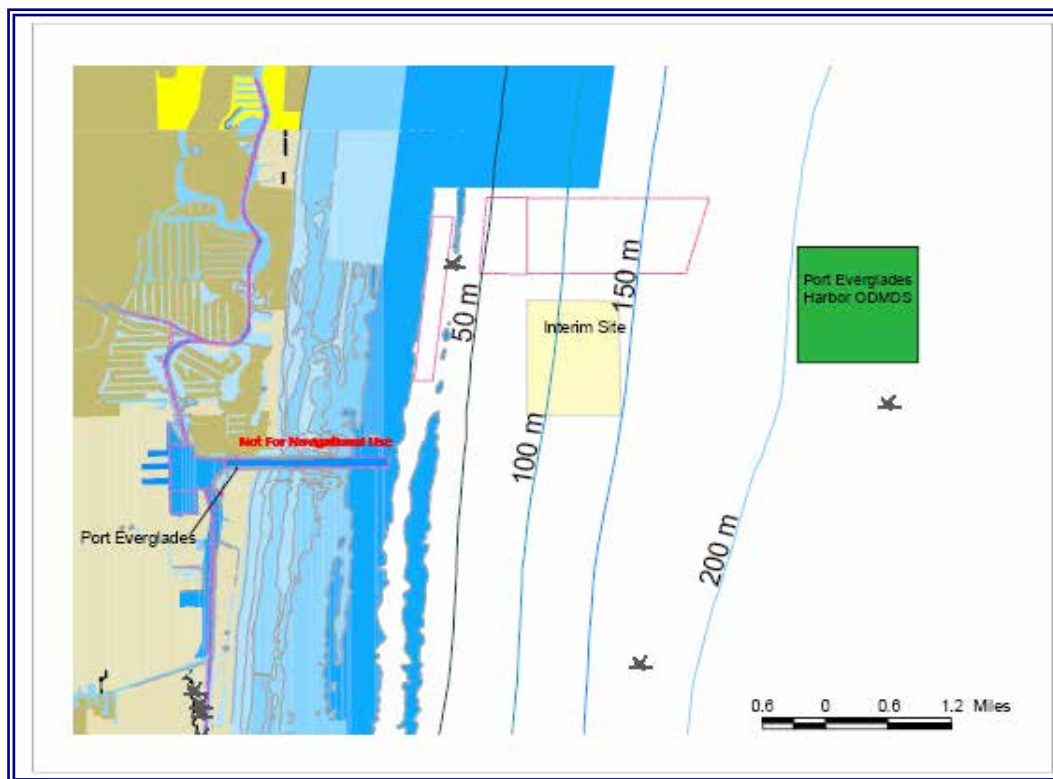 Port Everglades
Harbor ODMDS
150 m
50 m
Interim Site
100 m
Not For Navigational Use
Port Everglades
200 m
0.6 0 0.6 1.2 Miles